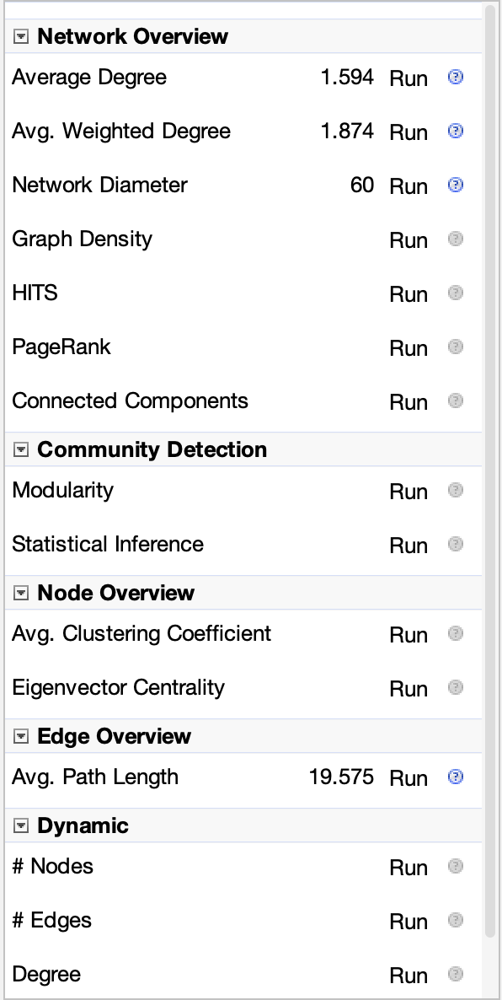 Network Overview
Average Degree 1.594 Run ?
Avg. Weighted Degree 1.874 Run ?
Network Diameter 60 Run ?
Graph Density Run ?
HITS Run ?
PageRank Run ?
Connected Components Run ?
Community Detection
Modularity Run ?
Statistical Inference Run ?
Node Overview
Avg. Clustering Coefficient Run ?
Eigenvector Centrality Run ?
Edge Overview
Avg. Path Length 19.575 Run ?
Dynamic
# Nodes Run ?
# Edges Run ?
Degree Run ?